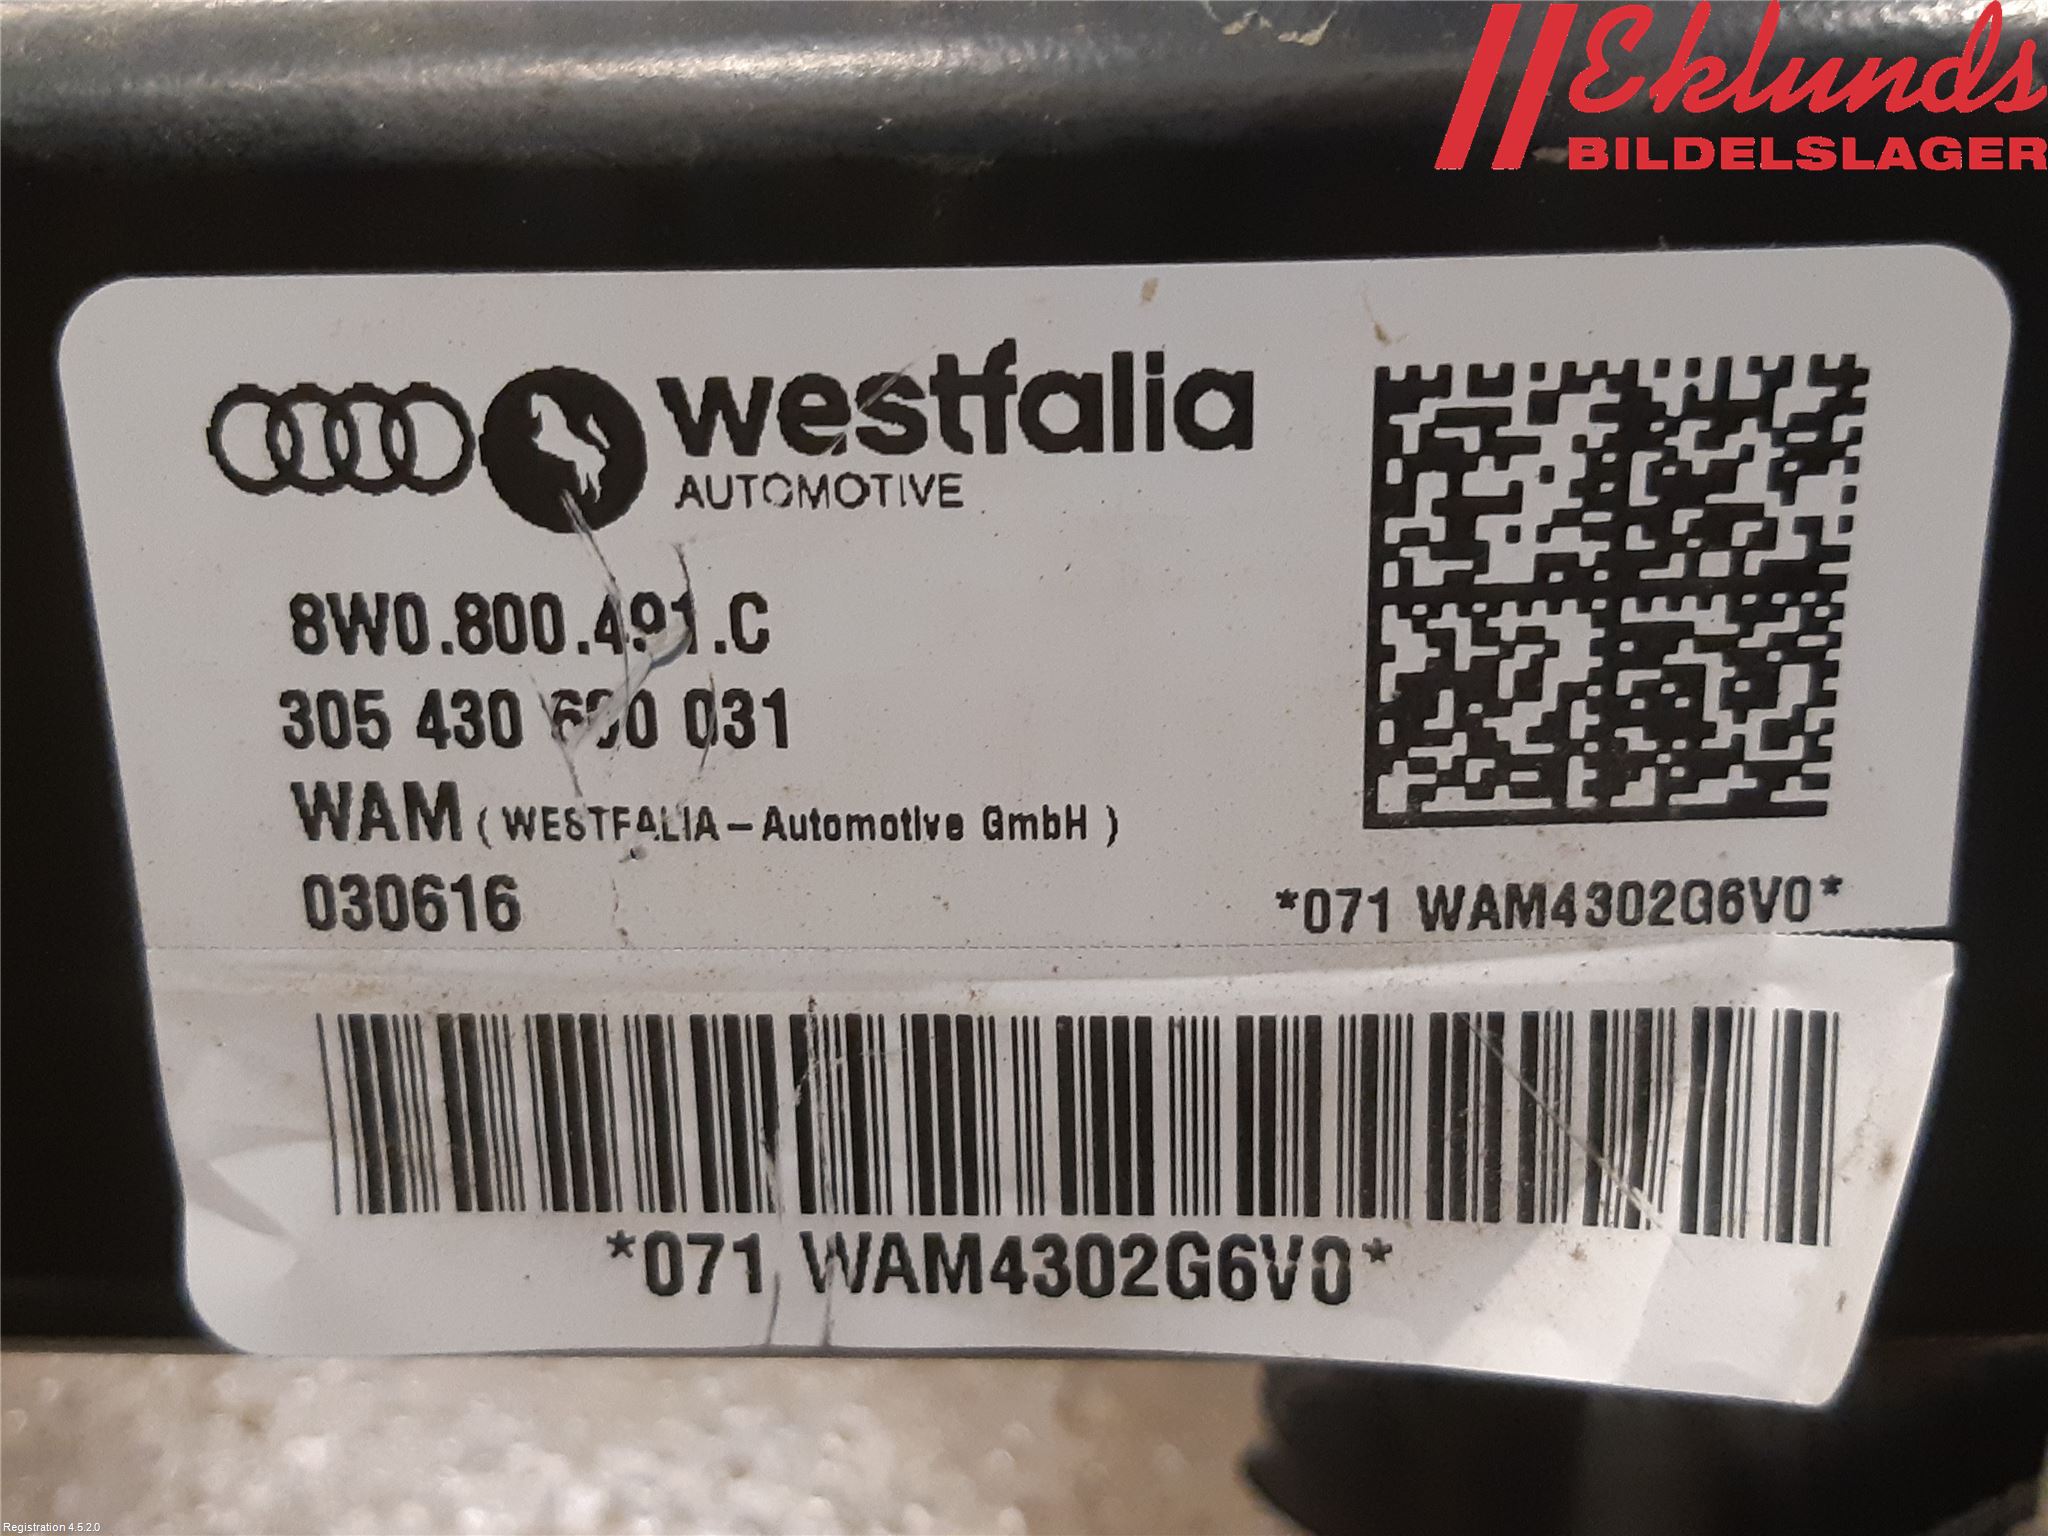 Eklunds
BILDELSLAGER
westfalia
AUTOMOTIVE
8W0.800.491.C
305 430 600 031
WAM ( WESTFALIA - Automotive GmbH )
030616
*071 WAM4302G6V0*
*071 WAM4302G6V0*
Registration 4.5.2.0